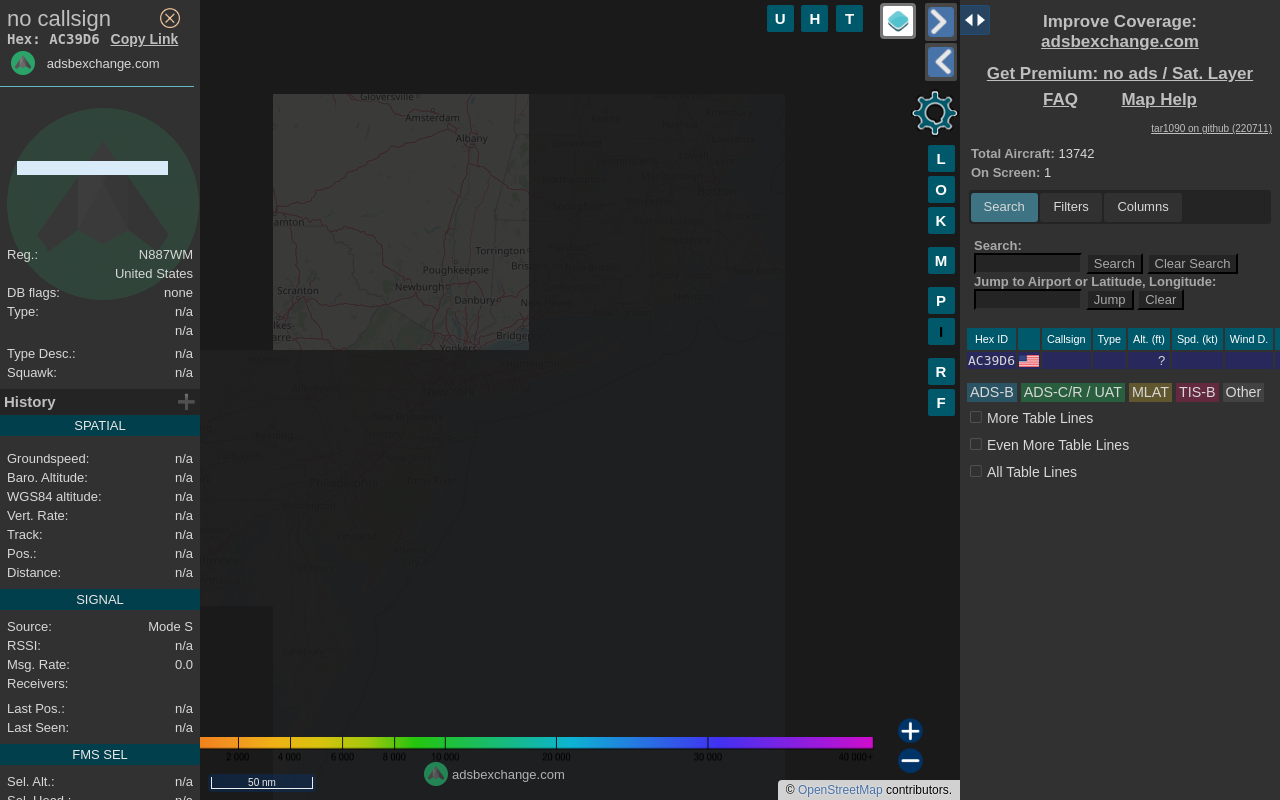 no callsign
Hex: AC39D6 Copy Link
adsbexchange.com
Reg.: N887WM
United States
DB flags: none
Type: n/a
n/a
Type Desc.: n/a
Squawk: n/a
History
SPATIAL
Groundspeed: n/a
Baro. Altitude: n/a
WGS84 altitude: n/a
Vert. Rate: n/a
Track: n/a
Pos.: n/a
Distance: n/a
SIGNAL
Source: Mode S
RSSI: n/a
Msg. Rate: 0.0
Receivers:
Last Pos.: n/a
Last Seen: n/a
FMS SEL
Sel. Alt.: n/a
Sel. Head.: n/a
U H T
Gloversville
Amsterdam
Albany
Torrington
Poughkeepsie
Scranton
Newburgh
Danbury
Yonkers
L
O
K
M
P
I
R
F
2 000 4 000 6 000 8 000 10 000 20 000 30 000 40 000+
50 nm
adsbexchange.com
© OpenStreetMap contributors.
Improve Coverage:
adsbexchange.com
Get Premium: no ads / Sat. Layer
FAQ Map Help
tar1090 on github (220711)
Total Aircraft: 13742
On Screen: 1
Search Filters Columns
Search:
Search Clear Search
Jump to Airport or Latitude, Longitude:
Jump Clear
Hex ID Callsign Type Alt. (ft) Spd. (kt) Wind D.
AC39D6 ?
ADS-B ADS-C/R / UAT MLAT TIS-B Other
More Table Lines
Even More Table Lines
All Table Lines